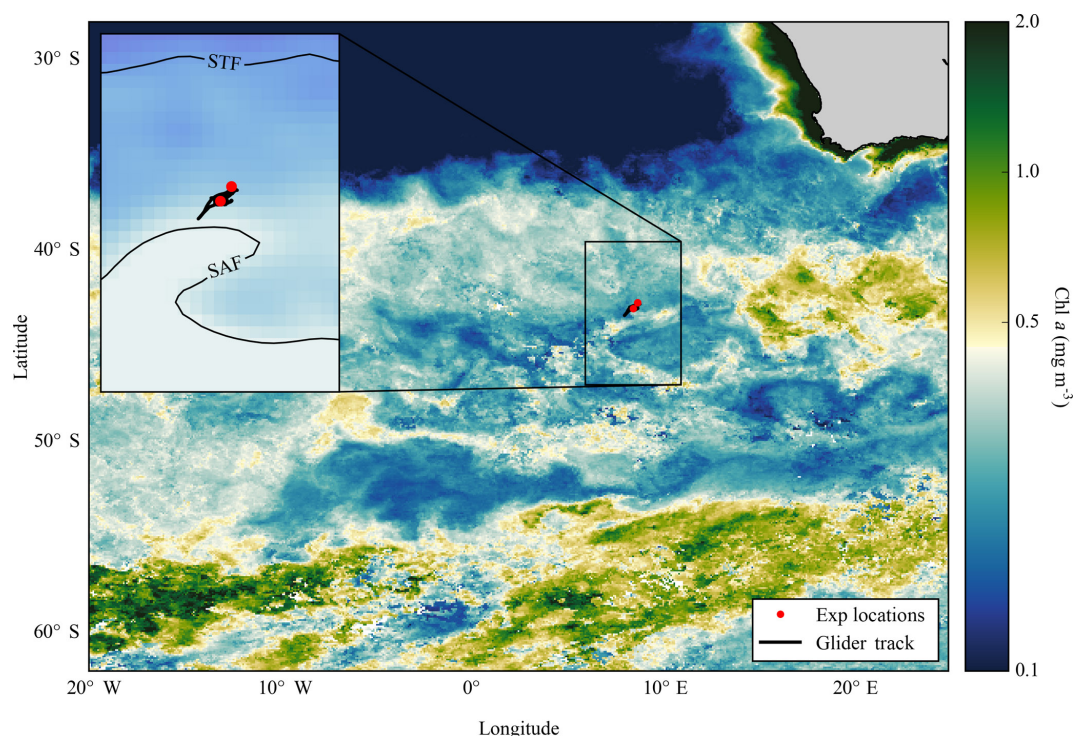 30° S
40° S
50° S
60° S
Latitude
STF
SAF
Exp locations
Glider track
20° W
10° W
0°
10° E
20° E
Longitude
2.0
1.0
0.5
0.1
Chl a (mg m-3)